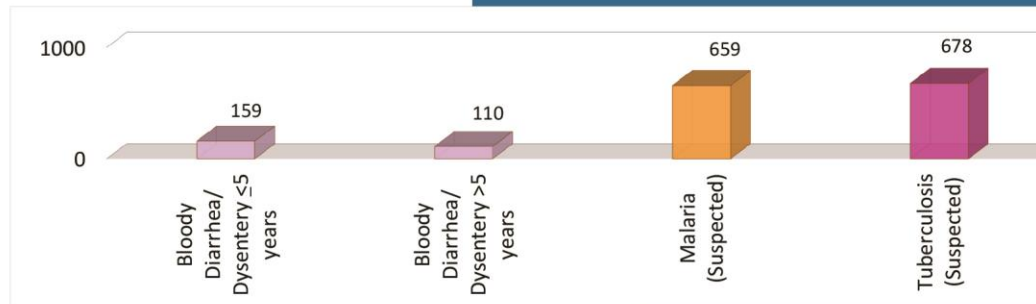 1000
0
159
110
659
678
Bloody
Diarrhea/
Dysentery ≤5
years
Bloody
Diarrhea/
Dysentery >5
years
Malaria
(Suspected)
Tuberculosis
(Suspected)